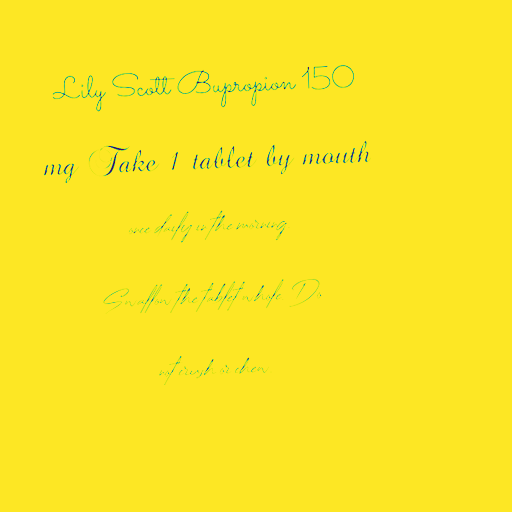 Lily Scott Bupropion 150
mg Take 1 tablet by mouth
once daily in the morning
Swallow the tablet whole D.
not crush or chew